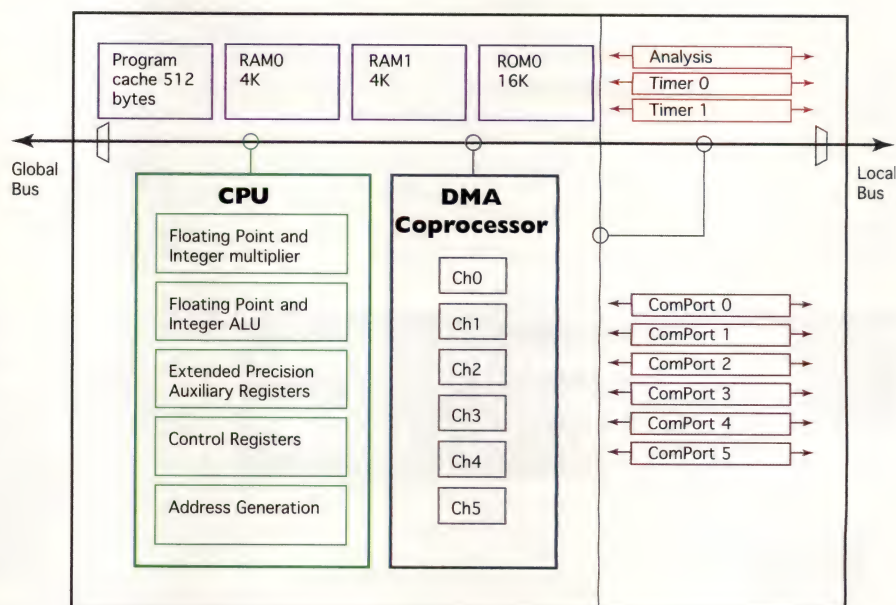 Program
cache 512
bytes
RAM0
4K
RAM1
4K
ROM0
16K
Analysis
Timer 0
Timer 1
Global
Bus
Local
Bus
CPU
Floating Point and
Integer multiplier
Floating Point and
Integer ALU
Extended Precision
Auxiliary Registers
Control Registers
Address Generation
DMA
Coprocessor
Ch0
Ch1
Ch2
Ch3
Ch4
Ch5
ComPort 0
ComPort 1
ComPort 2
ComPort 3
ComPort 4
ComPort 5